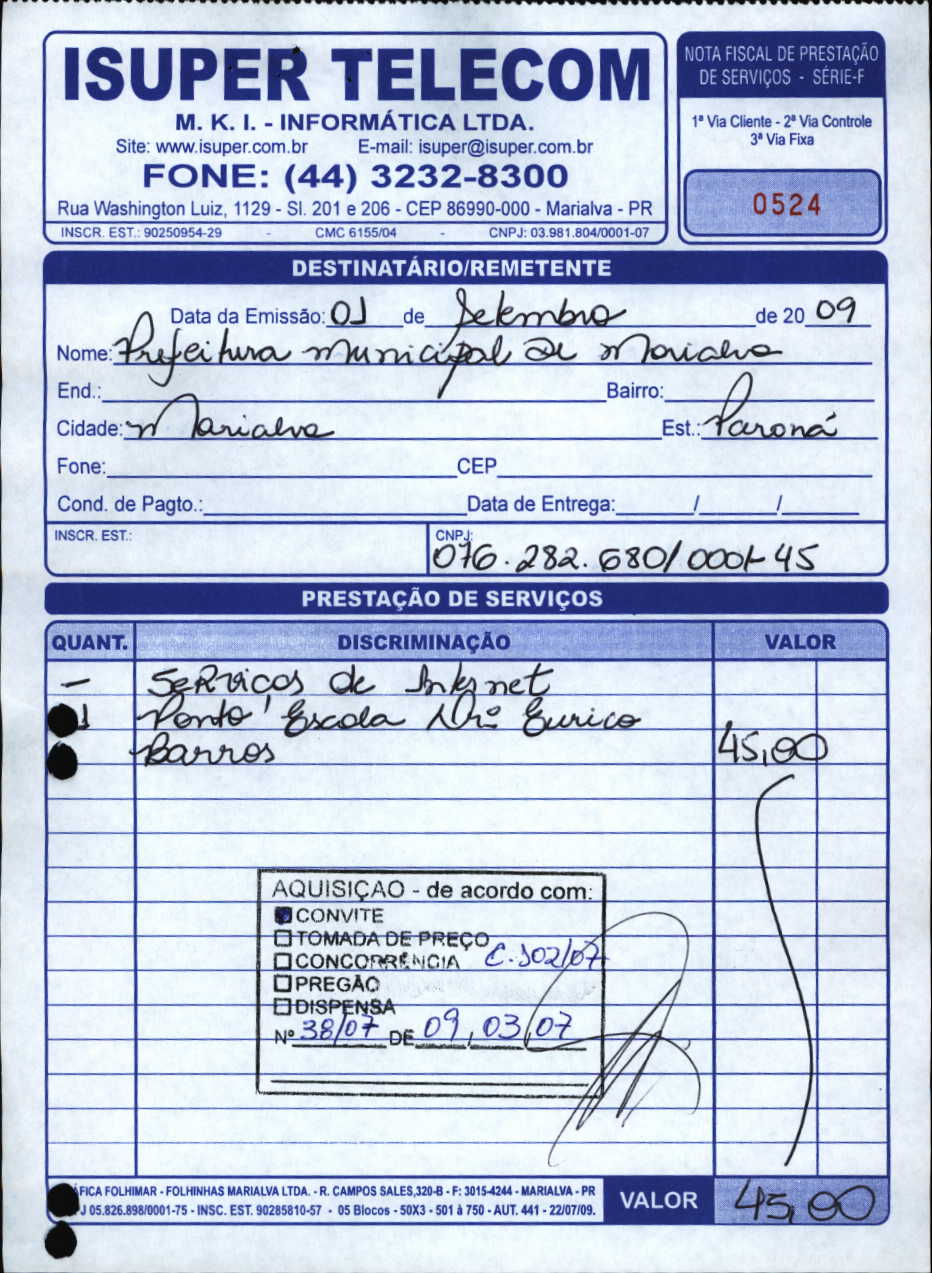 ISUPER TELECOM
M. K. I. - INFORMÁTICA LTDA.
Site: www.isuper.com.br E-mail: isuper@isuper.com.br
FONE: (44) 3232-8300
Rua Washington Luiz, 1129 - Sl. 201 e 206 - CEP 86990-000 - Marialva - PR
INSCR. EST.: 90250954-29 - CMC 6155/04 - CNPJ: 03.981.804/0001-07
NOTA FISCAL DE PRESTAÇÃO
DE SERVIÇOS - SÉRIE-F
1ª Via Cliente - 2ª Via Controle
3ª Via Fixa
0524
DESTINATÁRIO/REMETENTE
Data da Emissão: 01 de Setembro de 20 09
Nome: Prefeitura Municipal de Marialva
End.: Bairro:
Cidade: Marialva Est.: Paraná
Fone: CEP
Cond. de Pagto.: Data de Entrega: / /
INSCR. EST.: CNPJ:
076.282.680/0001-45
PRESTAÇÃO DE SERVIÇOS
QUANT. DISCRIMINAÇÃO VALOR
- Serviços de Internet
Ponto Escola Eurico
Barros 45,00
AQUISIÇAO - de acordo com:
CONVITE
TOMADA DE PREÇO
CONCORRÊNCIA C.102/07
PREGÃO
DISPENSA
Nº 38/07 DE 09, 03, 07
FICA FOLHIMAR - FOLHINHAS MARIALVA LTDA. - R. CAMPOS SALES,320-B - F: 3015-4244 - MARIALVA - PR
J 05.826.898/0001-75 - INSC. EST. 90285810-57 - 05 Blocos - 50X3 - 501 à 750 - AUT. 441 - 22/07/09.
VALOR 45,00